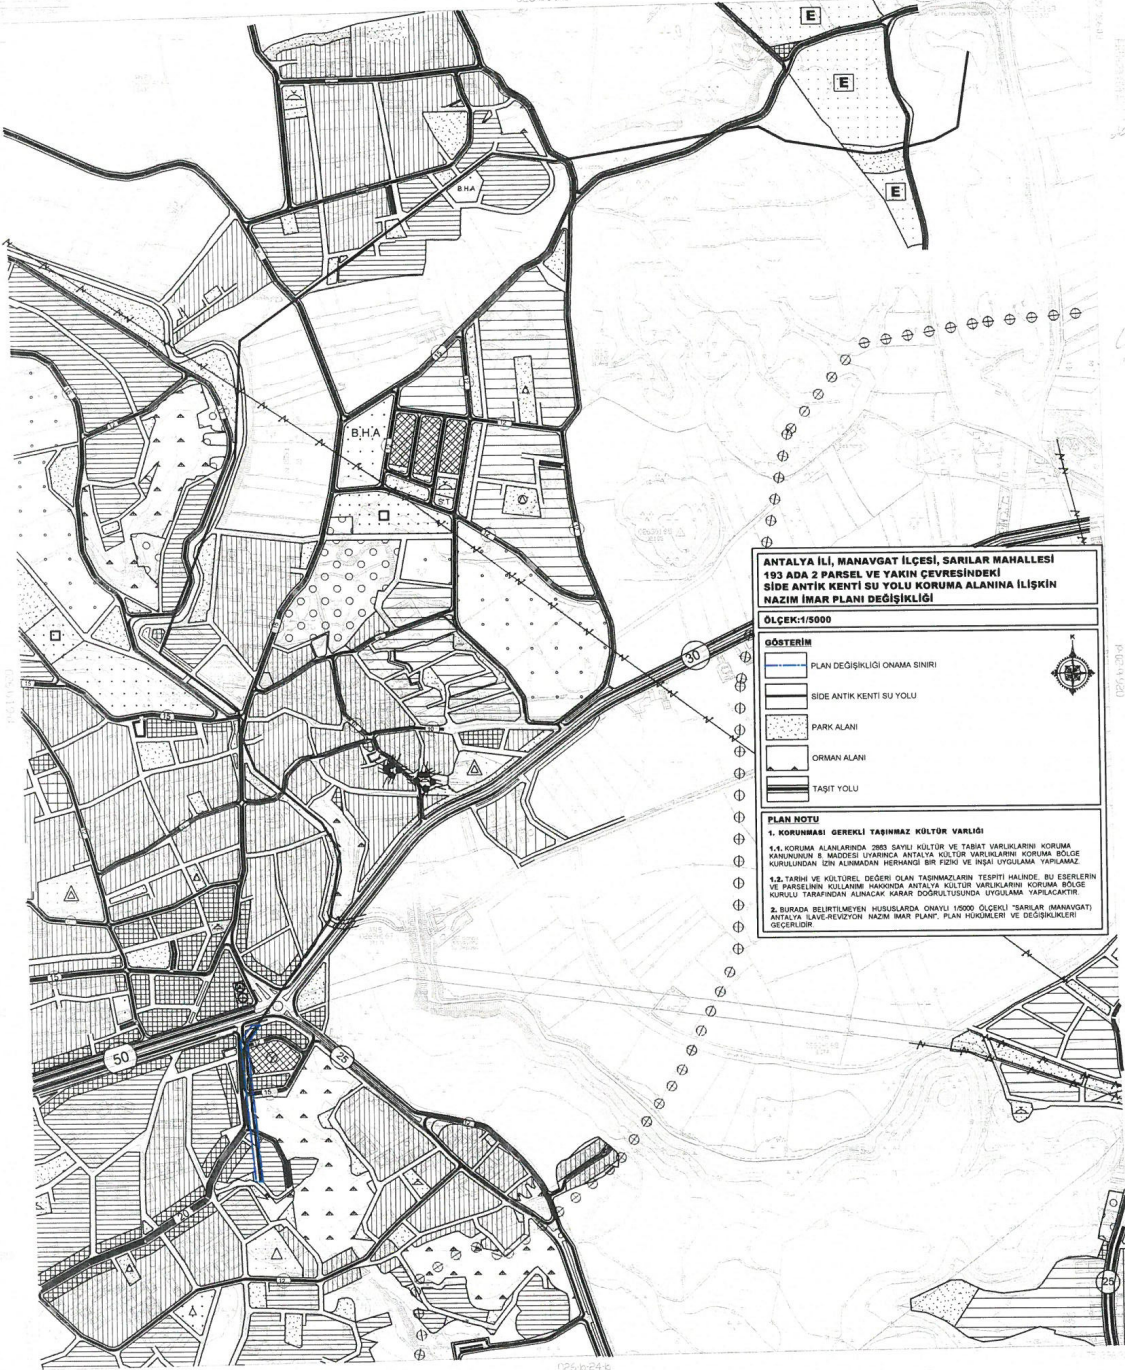 E
E
E
B.H.A
B.H.A
ST
30
15
15
15
50
25
15
20
12
25
ANTALYA İLİ, MANAVGAT İLÇESİ, SARILAR MAHALLESİ
193 ADA 2 PARSEL VE YAKIN ÇEVRESİNDEKİ
SİDE ANTİK KENTİ SU YOLU KORUMA ALANINA İLİŞKİN
NAZIM İMAR PLANI DEĞİŞİKLİĞİ
ÖLÇEK:1/5000
GÖSTERİM
K
PLAN DEĞİŞİKLİĞİ ONAMA SINIRI
SİDE ANTİK KENTİ SU YOLU
PARK ALANI
ORMAN ALANI
TAŞIT YOLU
PLAN NOTU
1. KORUNMASI GEREKLİ TAŞINMAZ KÜLTÜR VARLIĞI
1.1. KORUMA ALANLARINDA 2863 SAYILI KÜLTÜR VE TABİAT VARLIKLARINI KORUMA
KANUNUNUN 8. MADDESİ UYARINCA ANTALYA KÜLTÜR VARLIKLARINI KORUMA BÖLGE
KURULUNDAN İZİN ALINMADAN HERHANGİ BİR FİZİKİ VE İNŞAİ UYGULAMA YAPILAMAZ.
1.2. TARİHİ VE KÜLTÜREL DEĞERİ OLAN TAŞINMAZLARIN TESPİTİ HALİNDE, BU ESERLERİN
VE PARSELİNİN KULLANIMI HAKKINDA ANTALYA KÜLTÜR VARLIKLARINI KORUMA BÖLGE
KURULU TARAFINDAN ALINACAK KARAR DOĞRULTUSUNDA UYGULAMA YAPILACAKTIR.
2. BURADA BELİRTİLMEYEN HUSUSLARDA ONAYLI 1/5000 ÖLÇEKLİ "SARILAR (MANAVGAT)
ANTALYA İLAVE-REVİZYON NAZIM İMAR PLANI", PLAN HÜKÜMLERİ VE DEĞİŞİKLİKLERİ
GEÇERLİDİR.